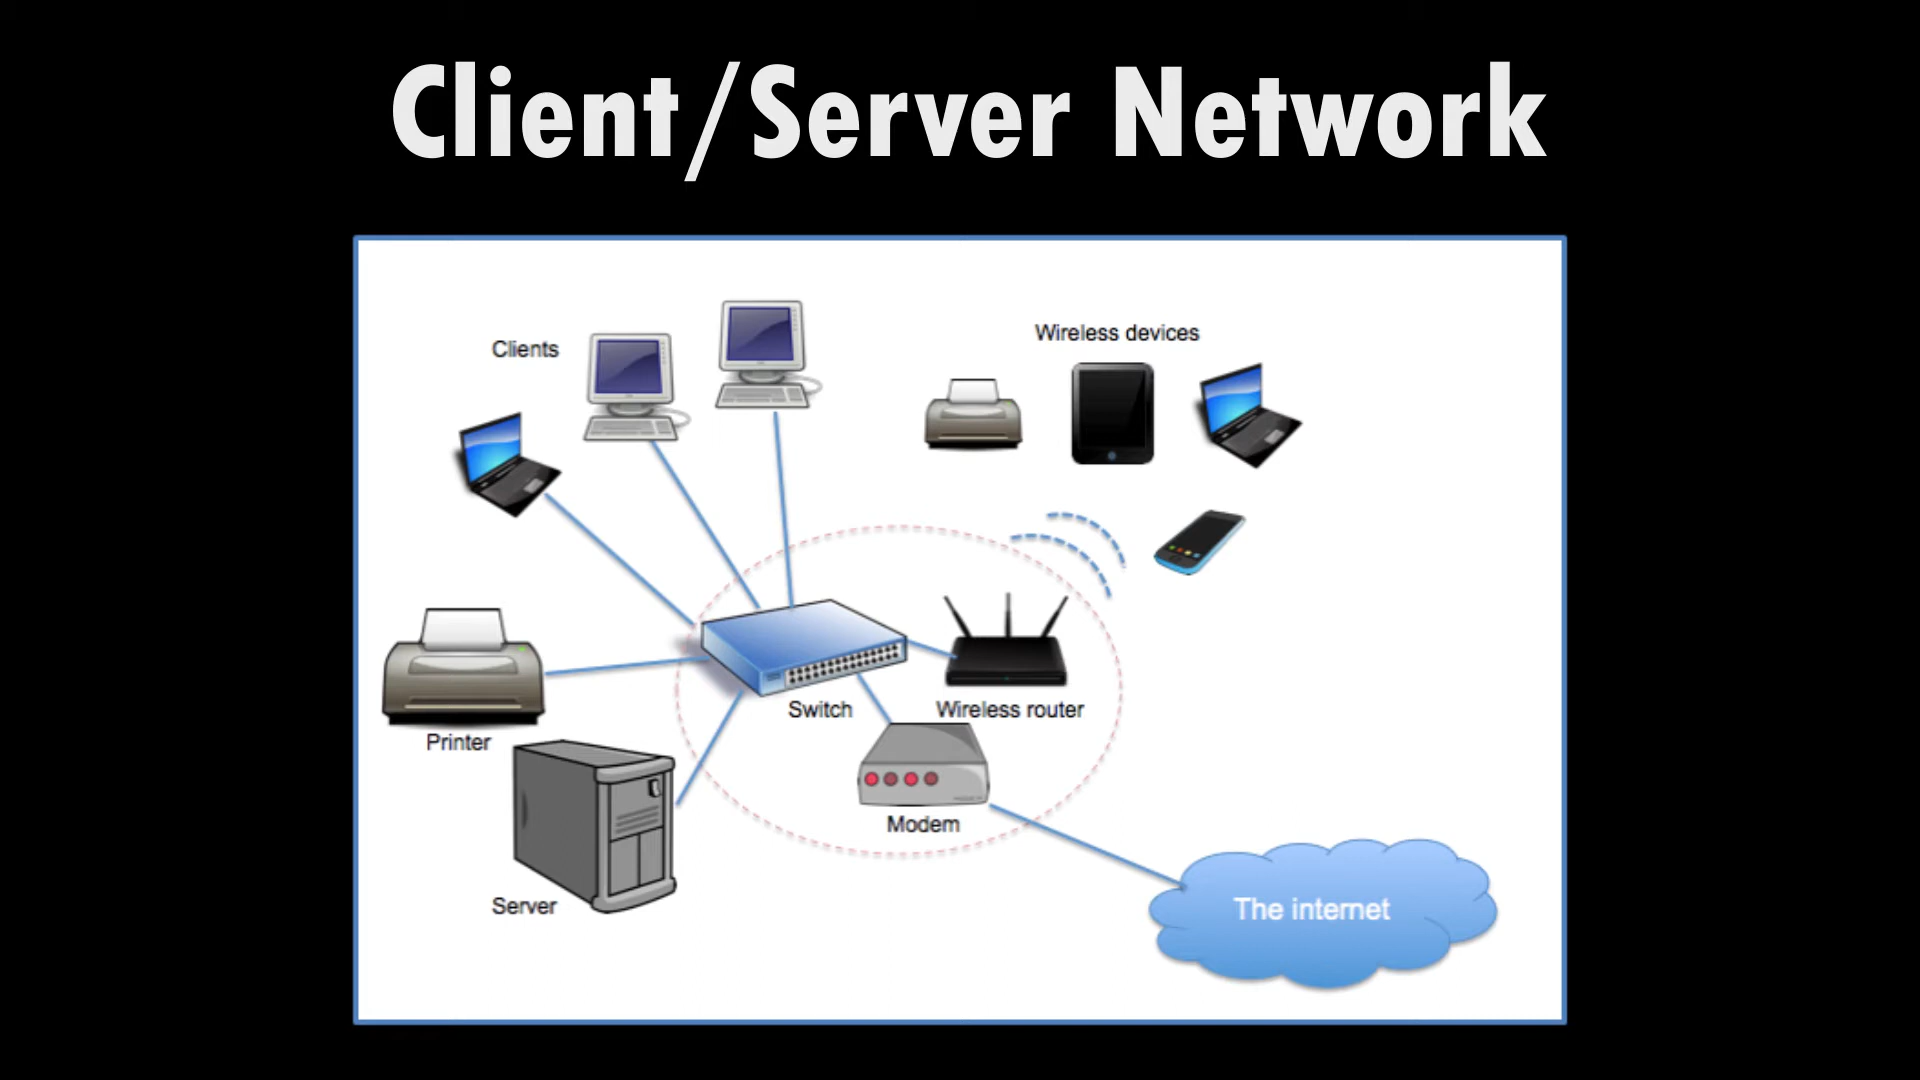 Client/Server Network
Clients
Wireless devices
Switch
Wireless router
Printer
Modem
Server
The internet